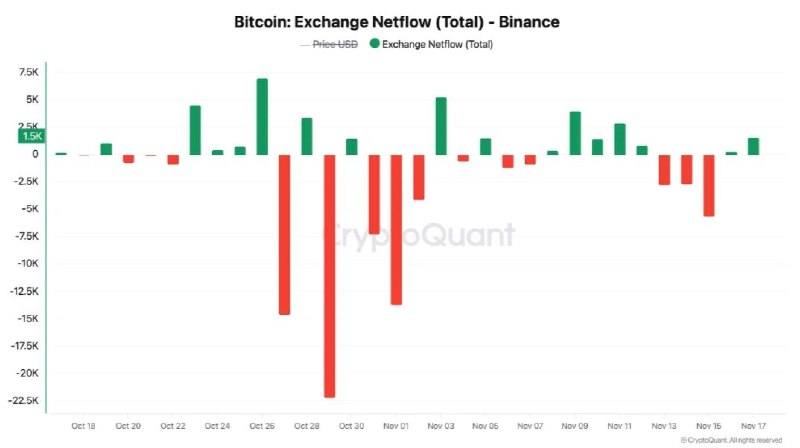 Bitcoin: Exchange Netflow (Total) - Binance
Price USD Exchange Netflow (Total)
7.5K
5K
2.5K
1.5K
0
-2.5K
-5K
-7.5K
-10K
-12.5K
-15K
-17.5K
-20K
-22.5K
CryptoQuant
Oct 18 Oct 20 Oct 22 Oct 24 Oct 26 Oct 28 Oct 30 Nov 01 Nov 03 Nov 05 Nov 07 Nov 09 Nov 11 Nov 13 Nov 15 Nov 17
© CryptoQuant. All rights reserved